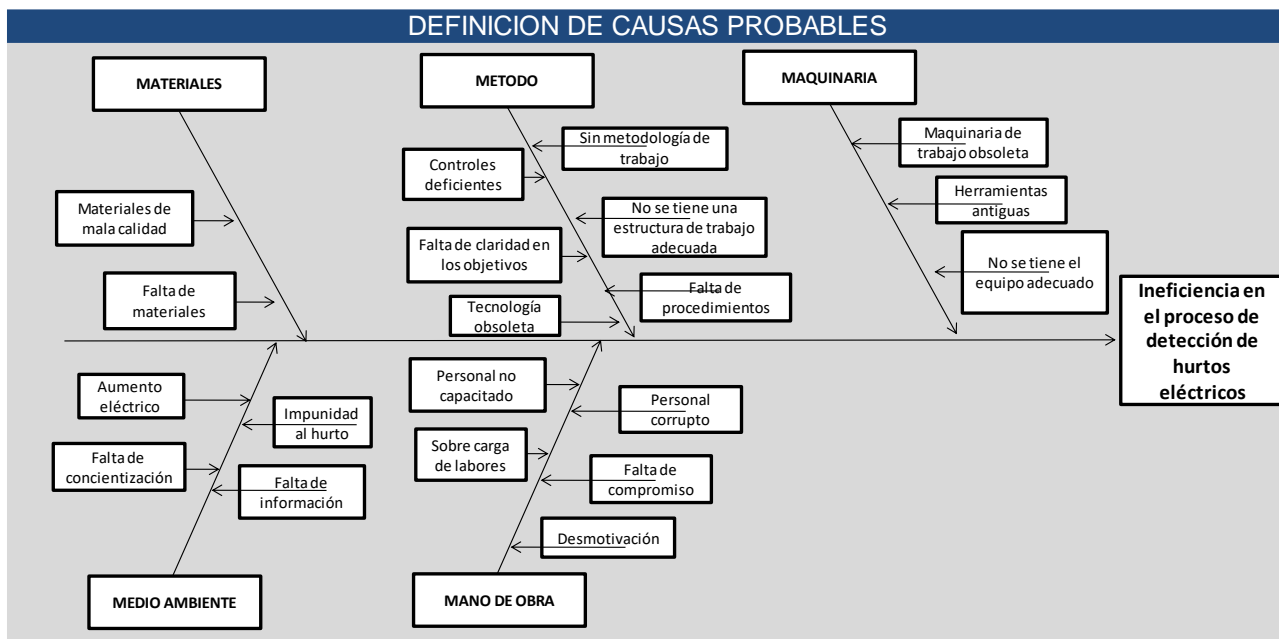 DEFINICION DE CAUSAS PROBABLES
MATERIALES
METODO
MAQUINARIA
Sin metodología de
trabajo
Controles
deficientes
No se tiene una
estructura de trabajo
adecuada
Falta de claridad en
los objetivos
Falta de
procedimientos
Tecnología
obsoleta
Materiales de
mala calidad
Falta de
materiales
Maquinaria de
trabajo obsoleta
Herramientas
antiguas
No se tiene el
equipo adecuado
Ineficiencia en
el proceso de
detección de
hurtos
eléctricos
Aumento
eléctrico
Impunidad
al hurto
Falta de
concientización
Falta de
información
Personal no
capacitado
Personal
corrupto
Sobre carga
de labores
Falta de
compromiso
Desmotivación
MEDIO AMBIENTE
MANO DE OBRA